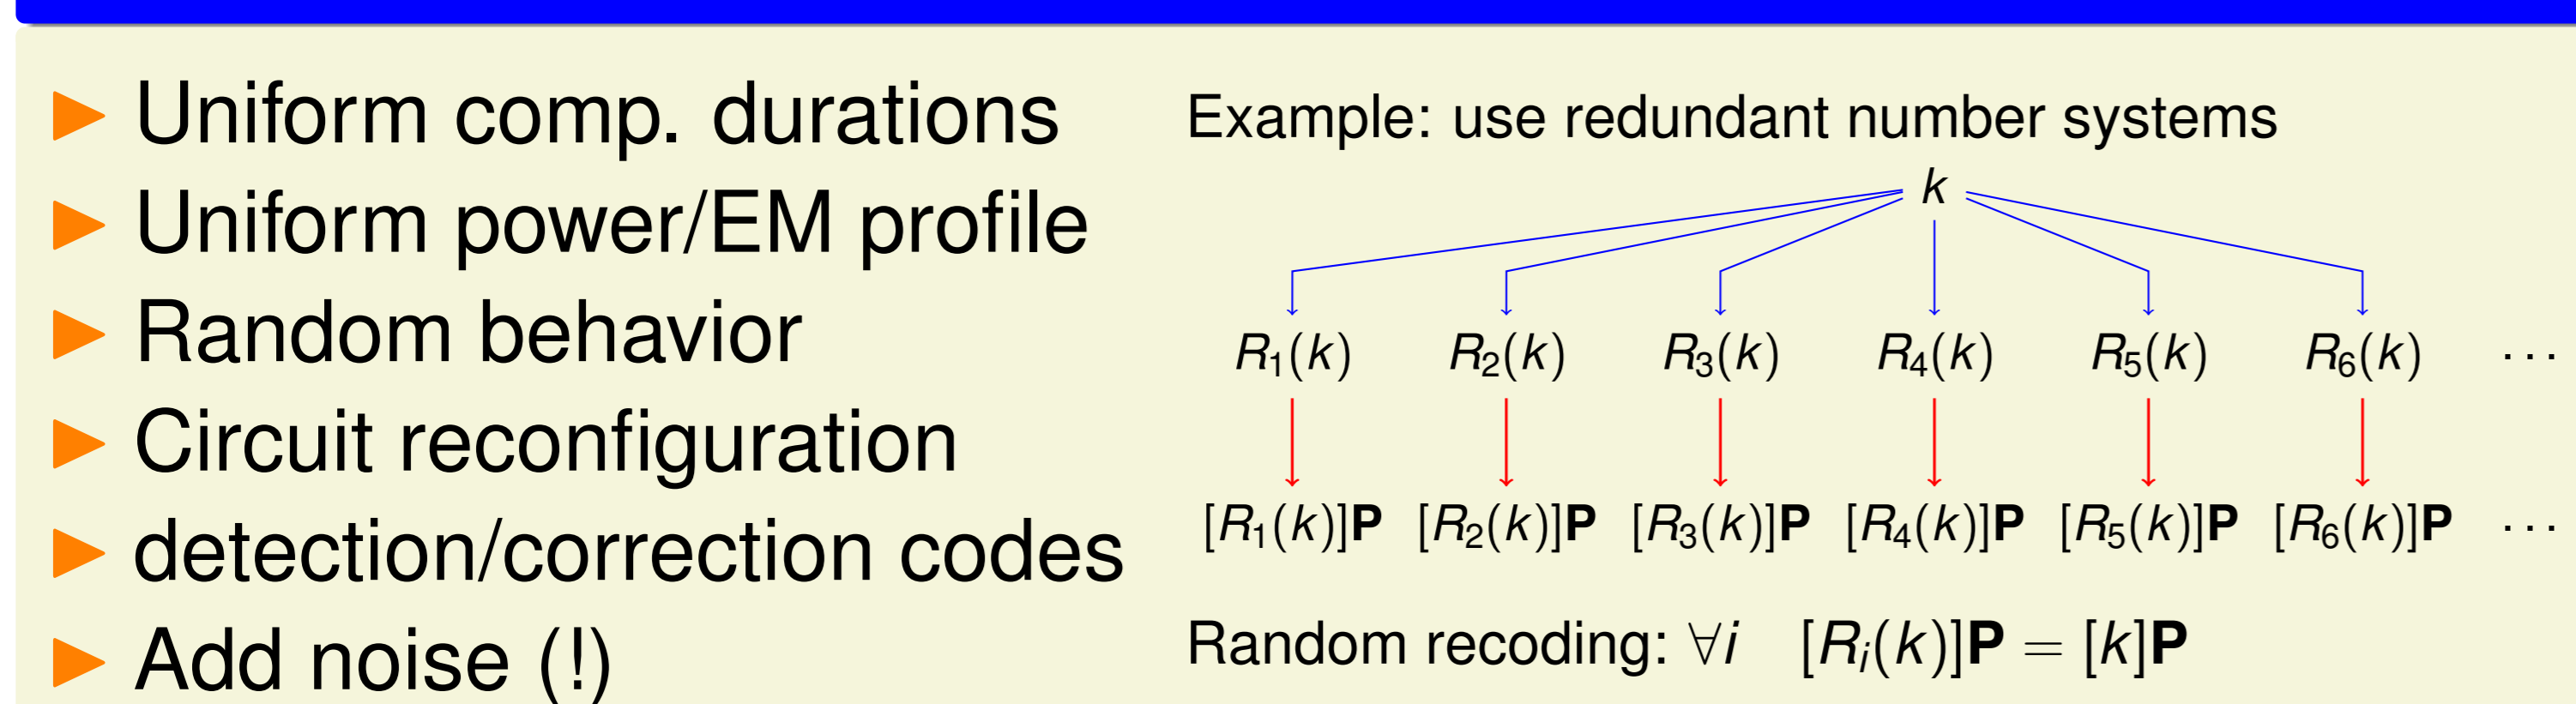 Uniform comp. durations
Uniform power/EM profile
Random behavior
Circuit reconfiguration
detection/correction codes
Add noise (!)
Example: use redundant number systems
k
R₁(k) R₂(k) R₃(k) R₄(k) R₅(k) R₆(k) ···
[R₁(k)]P [R₂(k)]P [R₃(k)]P [R₄(k)]P [R₅(k)]P [R₆(k)]P ···
Random recoding: ∀i [Rᵢ(k)]P = [k]P